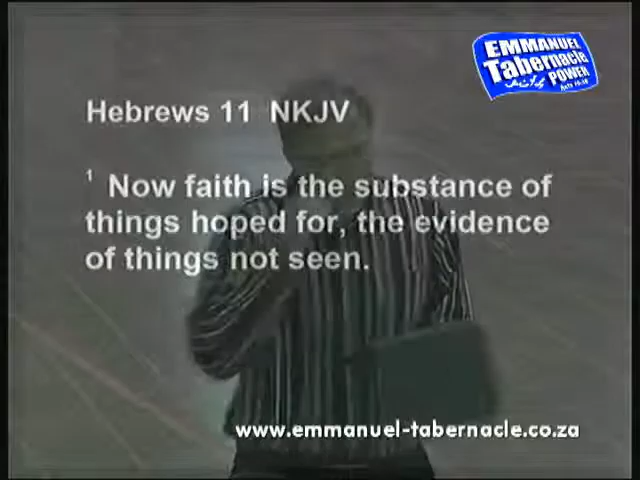 EMMANUEL
Tabernacle
POWER
Hebrews 11 NKJV
1 Now faith is the substance of
things hoped for, the evidence
of things not seen.
www.emmanuel-tabernacle.co.za